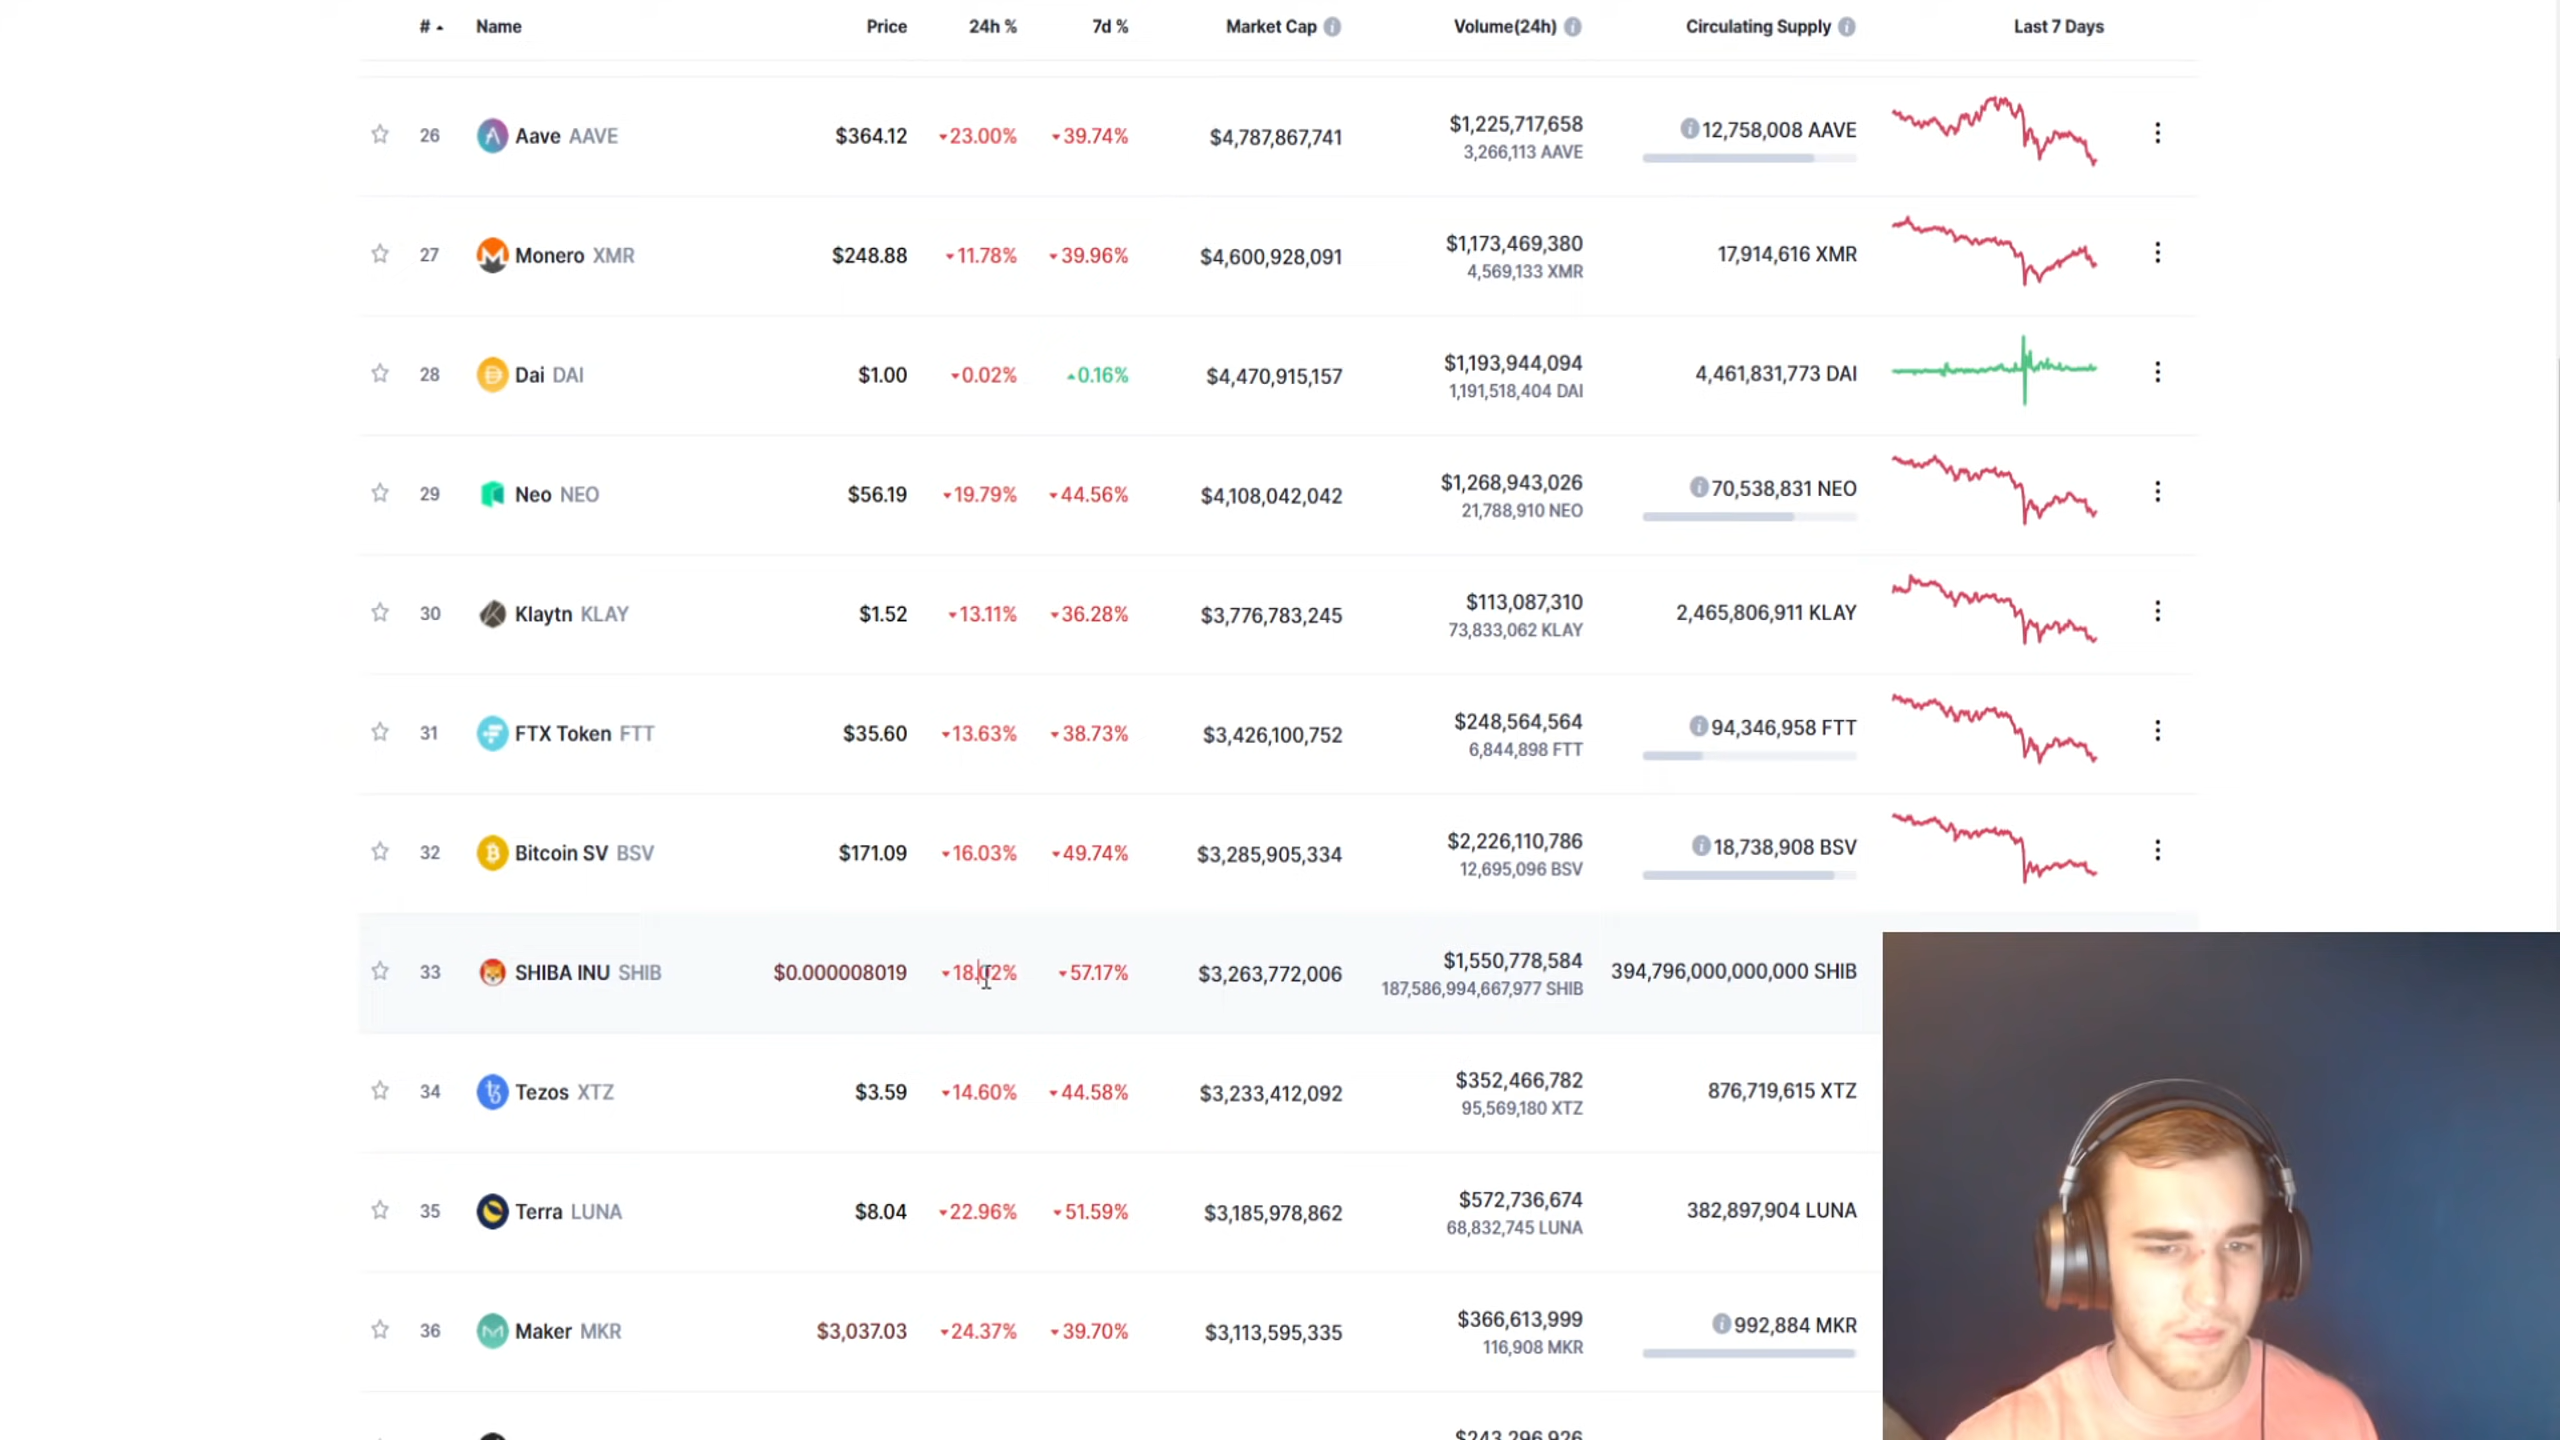 # Name Price 24h % 7d % Market Cap Volume(24h) Circulating Supply Last 7 Days
26 Aave AAVE $364.12 23.00% 39.74% $4,787,867,741 $1,225,717,658 12,758,008 AAVE
3,266,113 AAVE
27 Monero XMR $248.88 11.78% 39.96% $4,600,928,091 $1,173,469,380 17,914,616 XMR
4,569,133 XMR
28 Dai DAI $1.00 0.02% 0.16% $4,470,915,157 $1,193,944,094 4,461,831,773 DAI
1,191,518,404 DAI
29 Neo NEO $56.19 19.79% 44.56% $4,108,042,042 $1,268,943,026 70,538,831 NEO
21,788,910 NEO
30 Klaytn KLAY $1.52 13.11% 36.28% $3,776,783,245 $113,087,310 2,465,806,911 KLAY
73,833,062 KLAY
31 FTX Token FTT $35.60 13.63% 38.73% $3,426,100,752 $248,564,564 94,346,958 FTT
6,844,898 FTT
32 Bitcoin SV BSV $171.09 16.03% 49.74% $3,285,905,334 $2,226,110,786 18,738,908 BSV
12,695,096 BSV
33 SHIBA INU SHIB $0.000008019 18.02% 57.17% $3,263,772,006 $1,550,778,584 394,796,000,000,000 SHIB
187,586,994,667,977 SHIB
34 Tezos XTZ $3.59 14.60% 44.58% $3,233,412,092 $352,466,782 876,719,615 XTZ
95,569,180 XTZ
35 Terra LUNA $8.04 22.96% 51.59% $3,185,978,862 $572,736,674 382,897,904 LUNA
68,832,745 LUNA
36 Maker MKR $3,037.03 24.37% 39.70% $3,113,595,335 $366,613,999 992,884 MKR
116,908 MKR